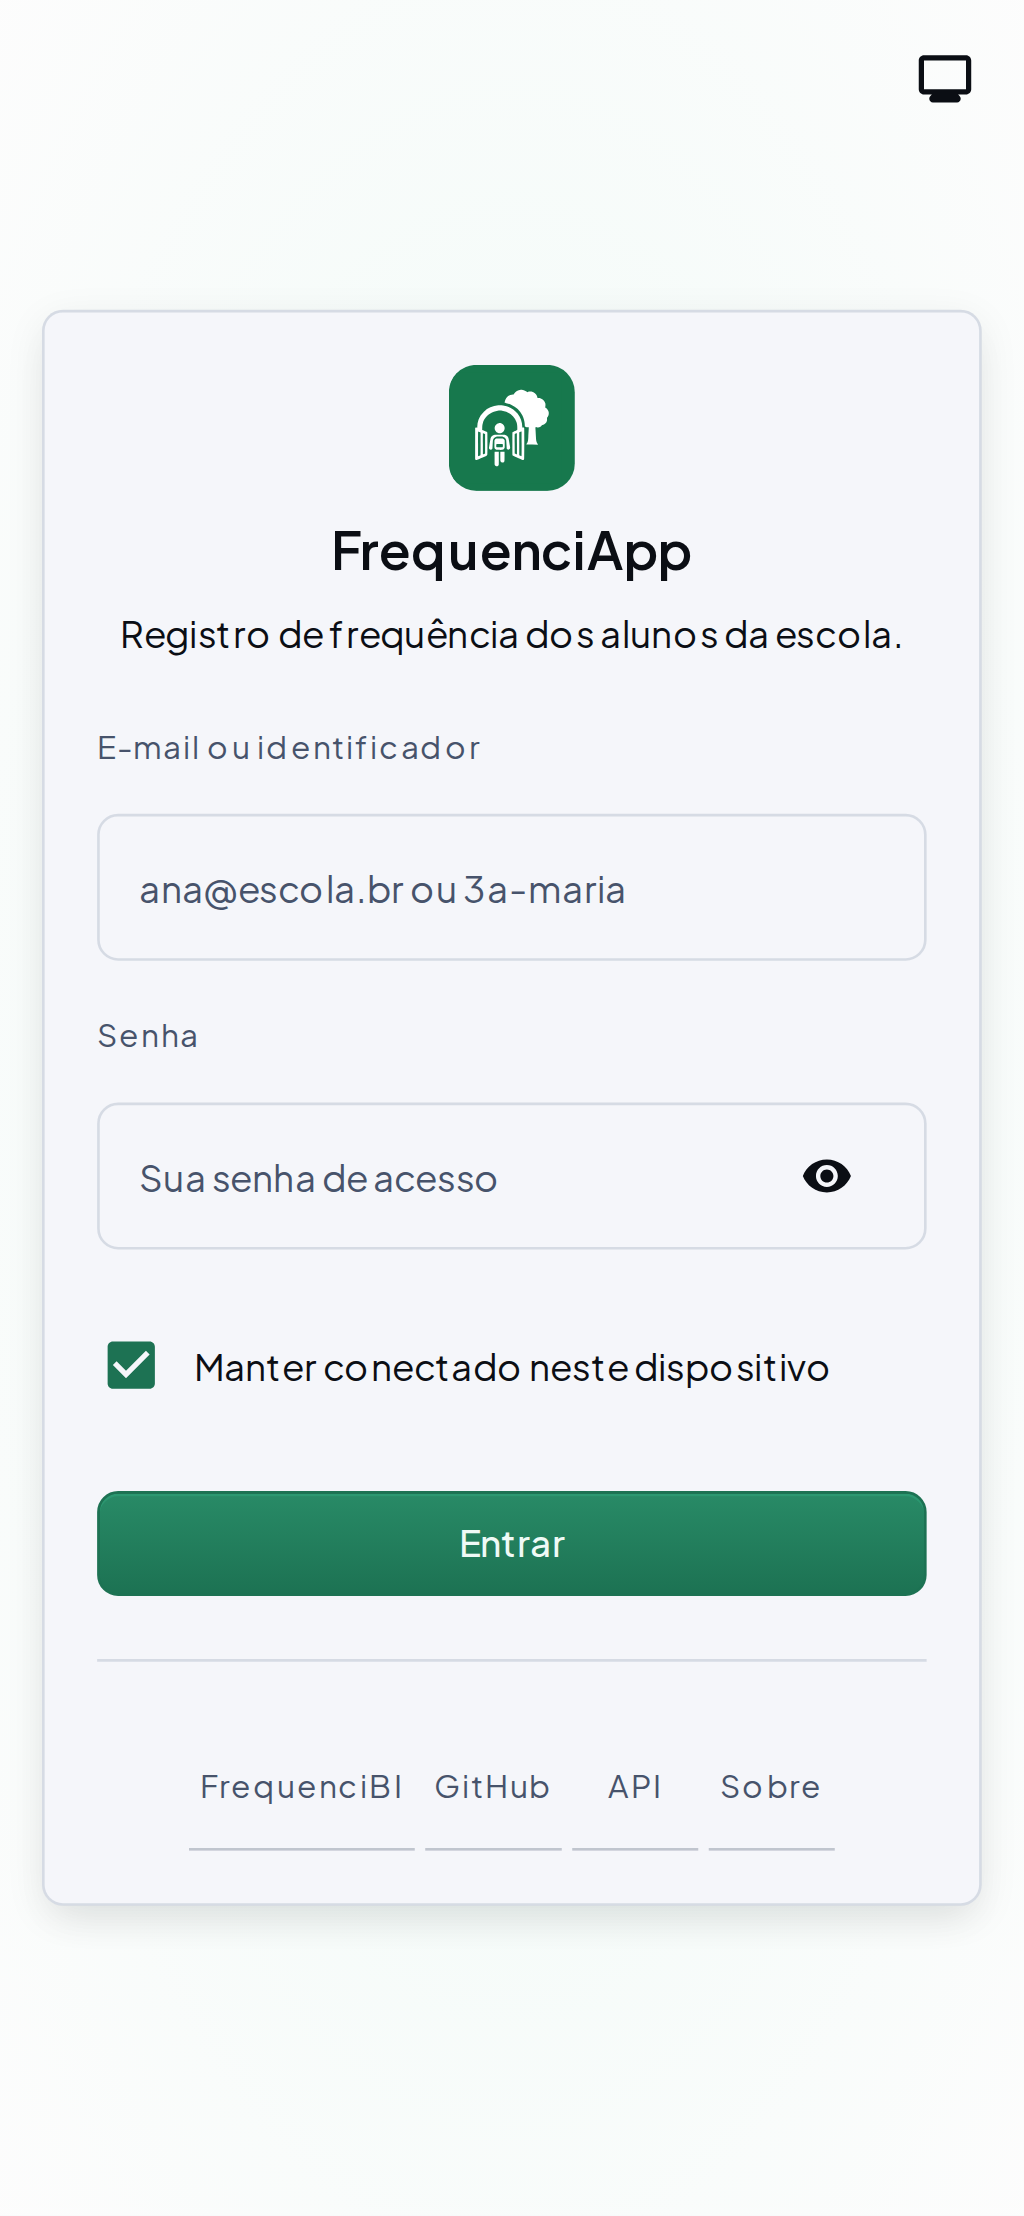 FrequenciApp
Registro de frequência dos alunos da escola.
E-mail ou identificador
ana@escola.br ou 3a-maria
Senha
Sua senha de acesso
Manter conectado neste dispositivo
Entrar
FrequenciBI GitHub API Sobre